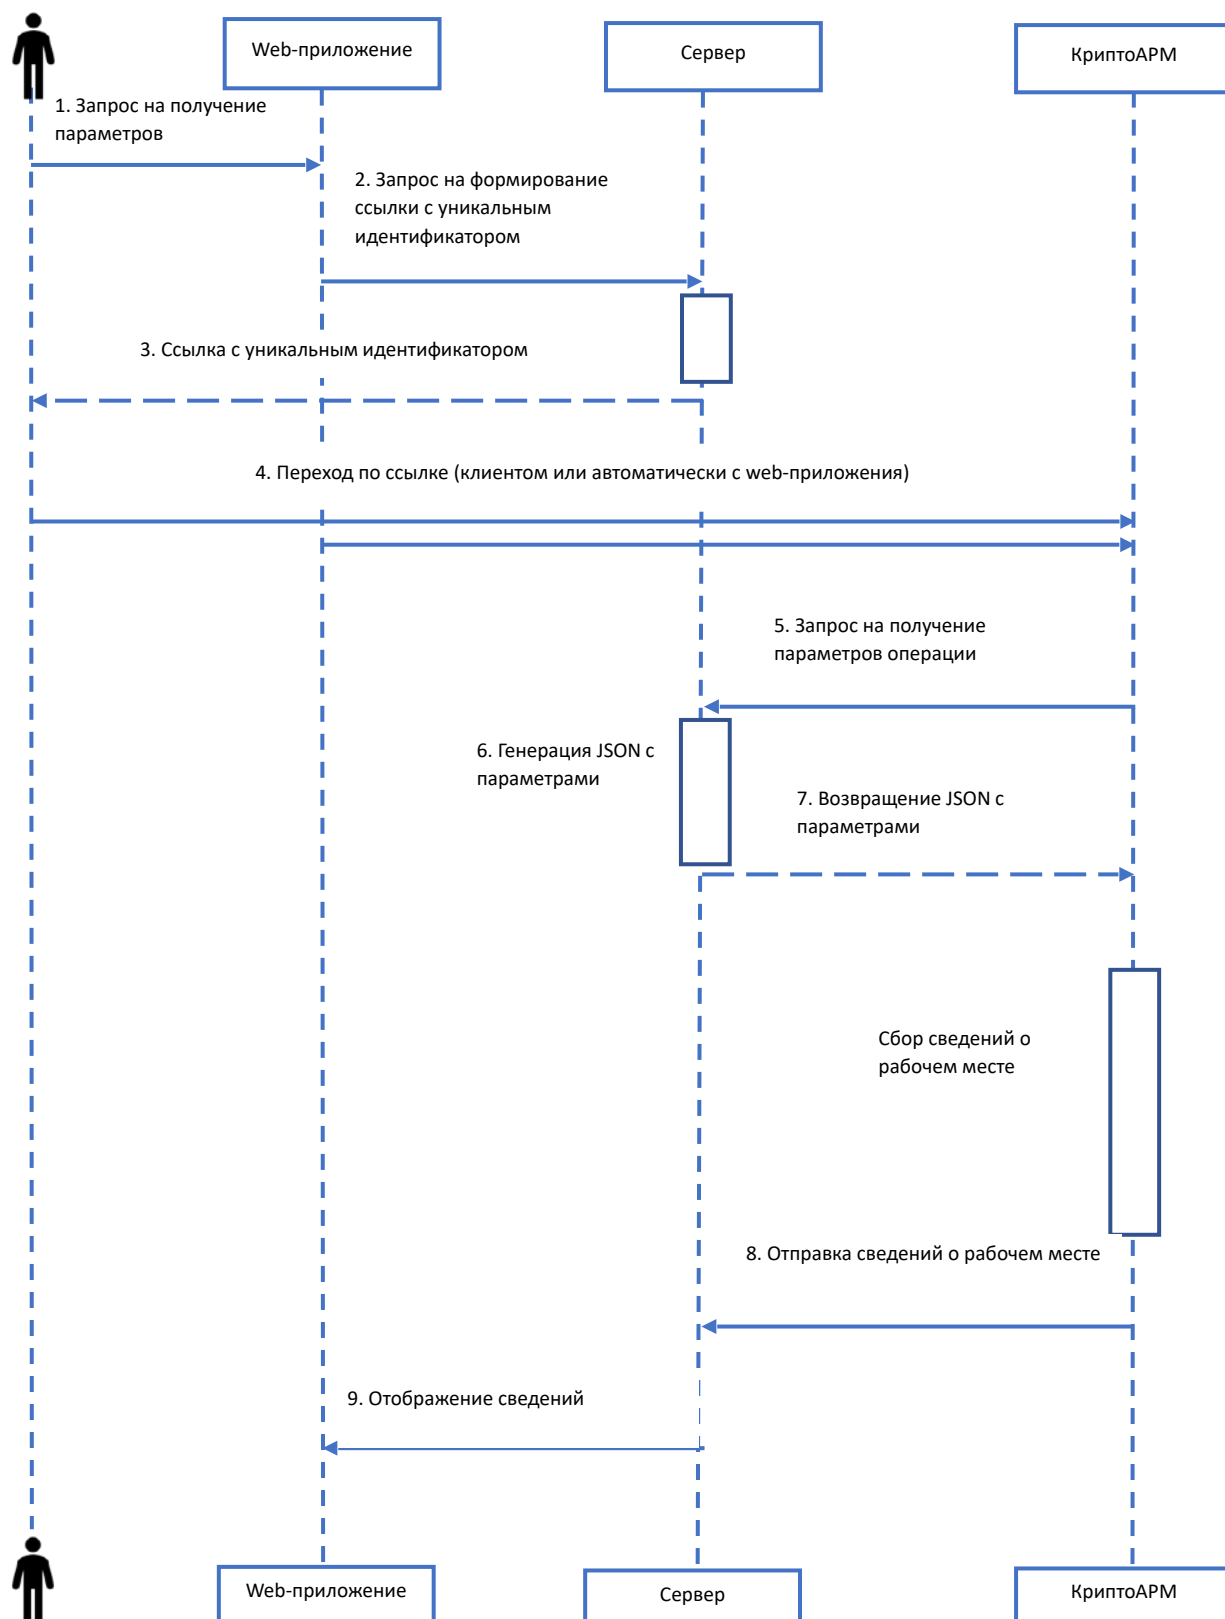 Web-приложение
Сервер
КриптоАРМ
1. Запрос на получение
параметров
2. Запрос на формирование
ссылки с уникальным
идентификатором
3. Ссылка с уникальным идентификатором
4. Переход по ссылке (клиентом или автоматически с web-приложения)
5. Запрос на получение
параметров операции
6. Генерация JSON с
параметрами
7. Возвращение JSON с
параметрами
Сбор сведений о
рабочем месте
8. Отправка сведений о рабочем месте
9. Отображение сведений
Web-приложение
Сервер
КриптоАРМ